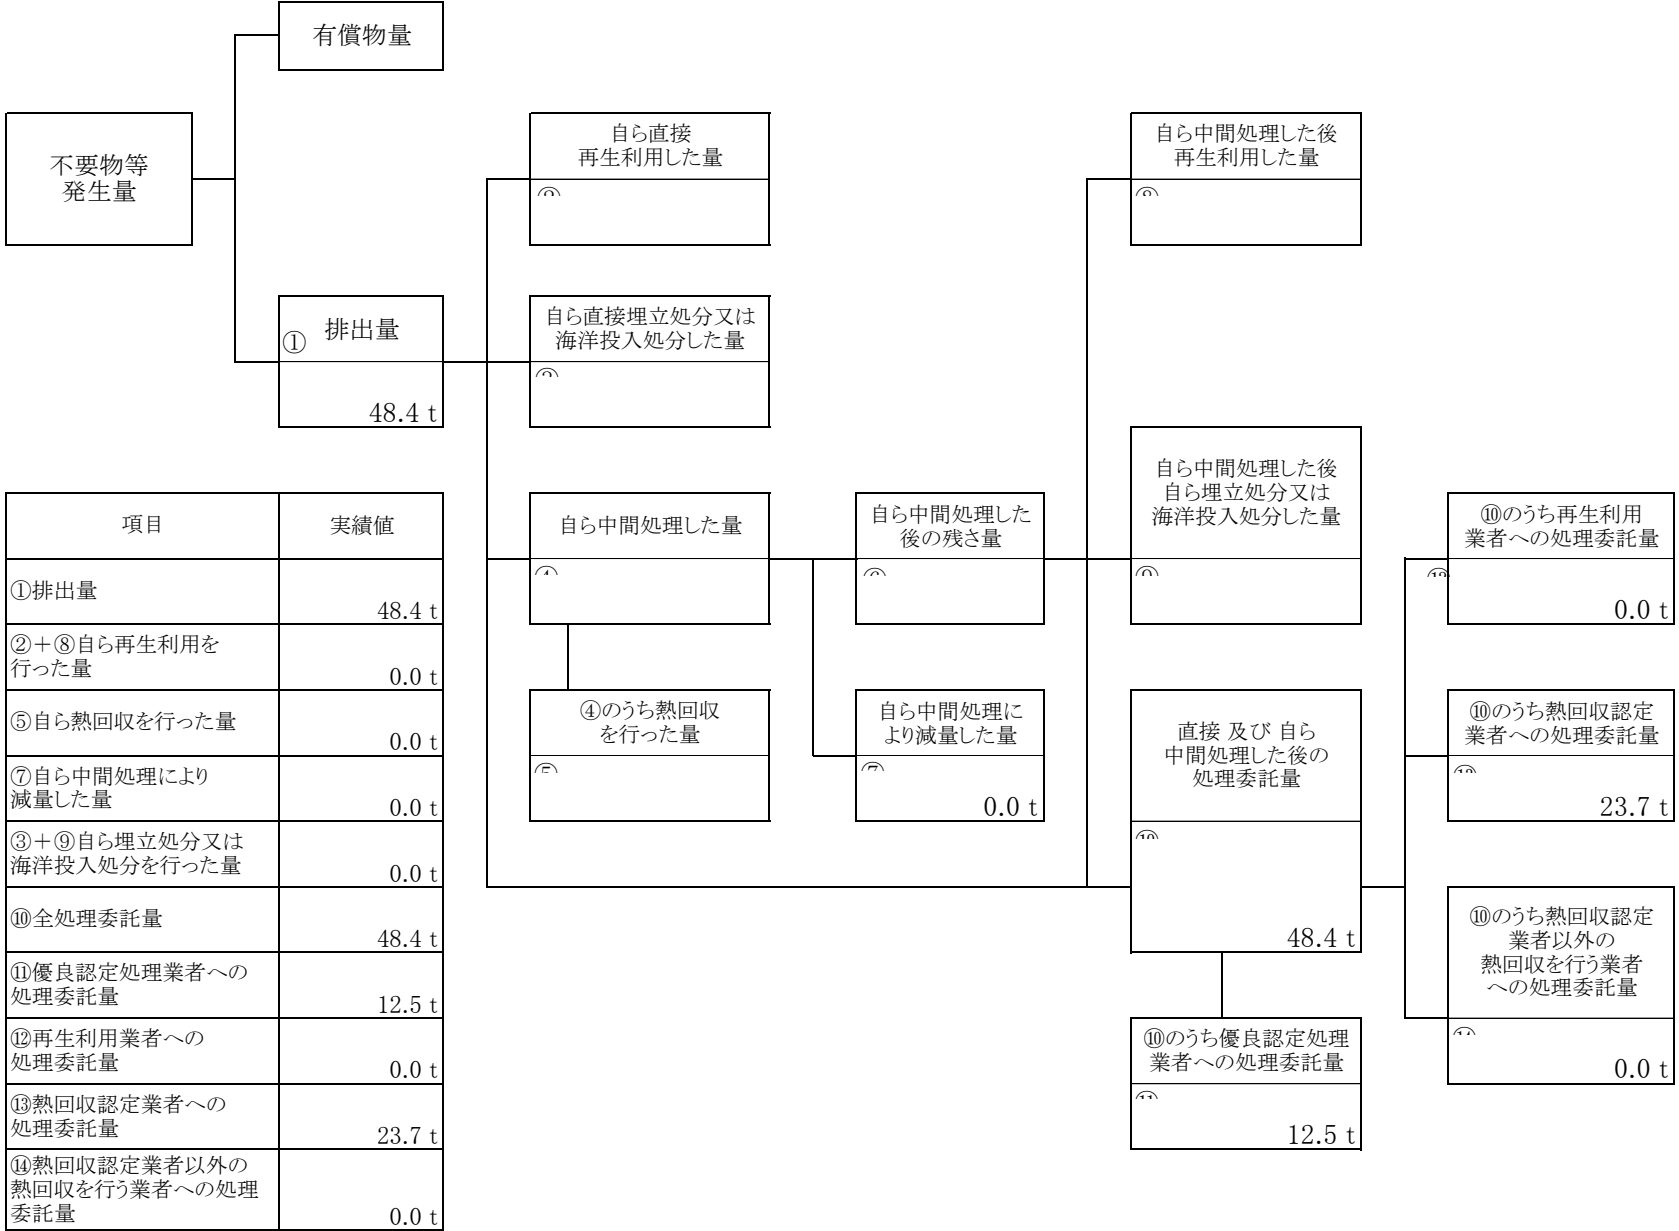 有償物量
不要物等
発生量
自ら直接
再生利用した量
自ら中間処理した後
再生利用した量
① 排出量
48.4 t
自ら直接埋立処分又は
海洋投入処分した量
自ら中間処理した量
自ら中間処理した
後の残さ量
自ら中間処理した後
自ら埋立処分又は
海洋投入処分した量
⑩のうち再生利用
業者への処理委託量
0.0 t
④のうち熱回収
を行った量
自ら中間処理に
より減量した量
0.0 t
直接 及び 自ら
中間処理した後の
処理委託量
48.4 t
⑩のうち熱回収認定
業者への処理委託量
23.7 t
⑩のうち熱回収認定
業者以外の
熱回収を行う業者
への処理委託量
0.0 t
⑩のうち優良認定処理
業者への処理委託量
12.5 t
項目 実績値
①排出量
48.4 t
②+⑧自ら再生利用を
行った量
0.0 t
⑤自ら熱回収を行った量
0.0 t
⑦自ら中間処理により
減量した量
0.0 t
③+⑨自ら埋立処分又は
海洋投入処分を行った量
0.0 t
⑩全処理委託量
48.4 t
⑪優良認定処理業者への
処理委託量
12.5 t
⑫再生利用業者への
処理委託量
0.0 t
⑬熱回収認定業者への
処理委託量
23.7 t
⑭熱回収認定業者以外の
熱回収を行う業者への処理
委託量
0.0 t